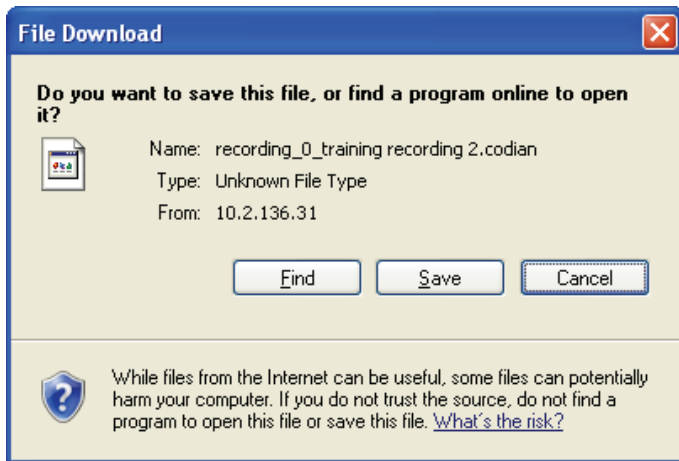 File Download
Do you want to save this file, or find a program online to open
it?
Name: recording_0_training recording 2.codian
Type: Unknown File Type
From: 10.2.136.31
Find Save Cancel
While files from the Internet can be useful, some files can potentially
harm your computer. If you do not trust the source, do not find a
program to open this file or save this file. What's the risk?